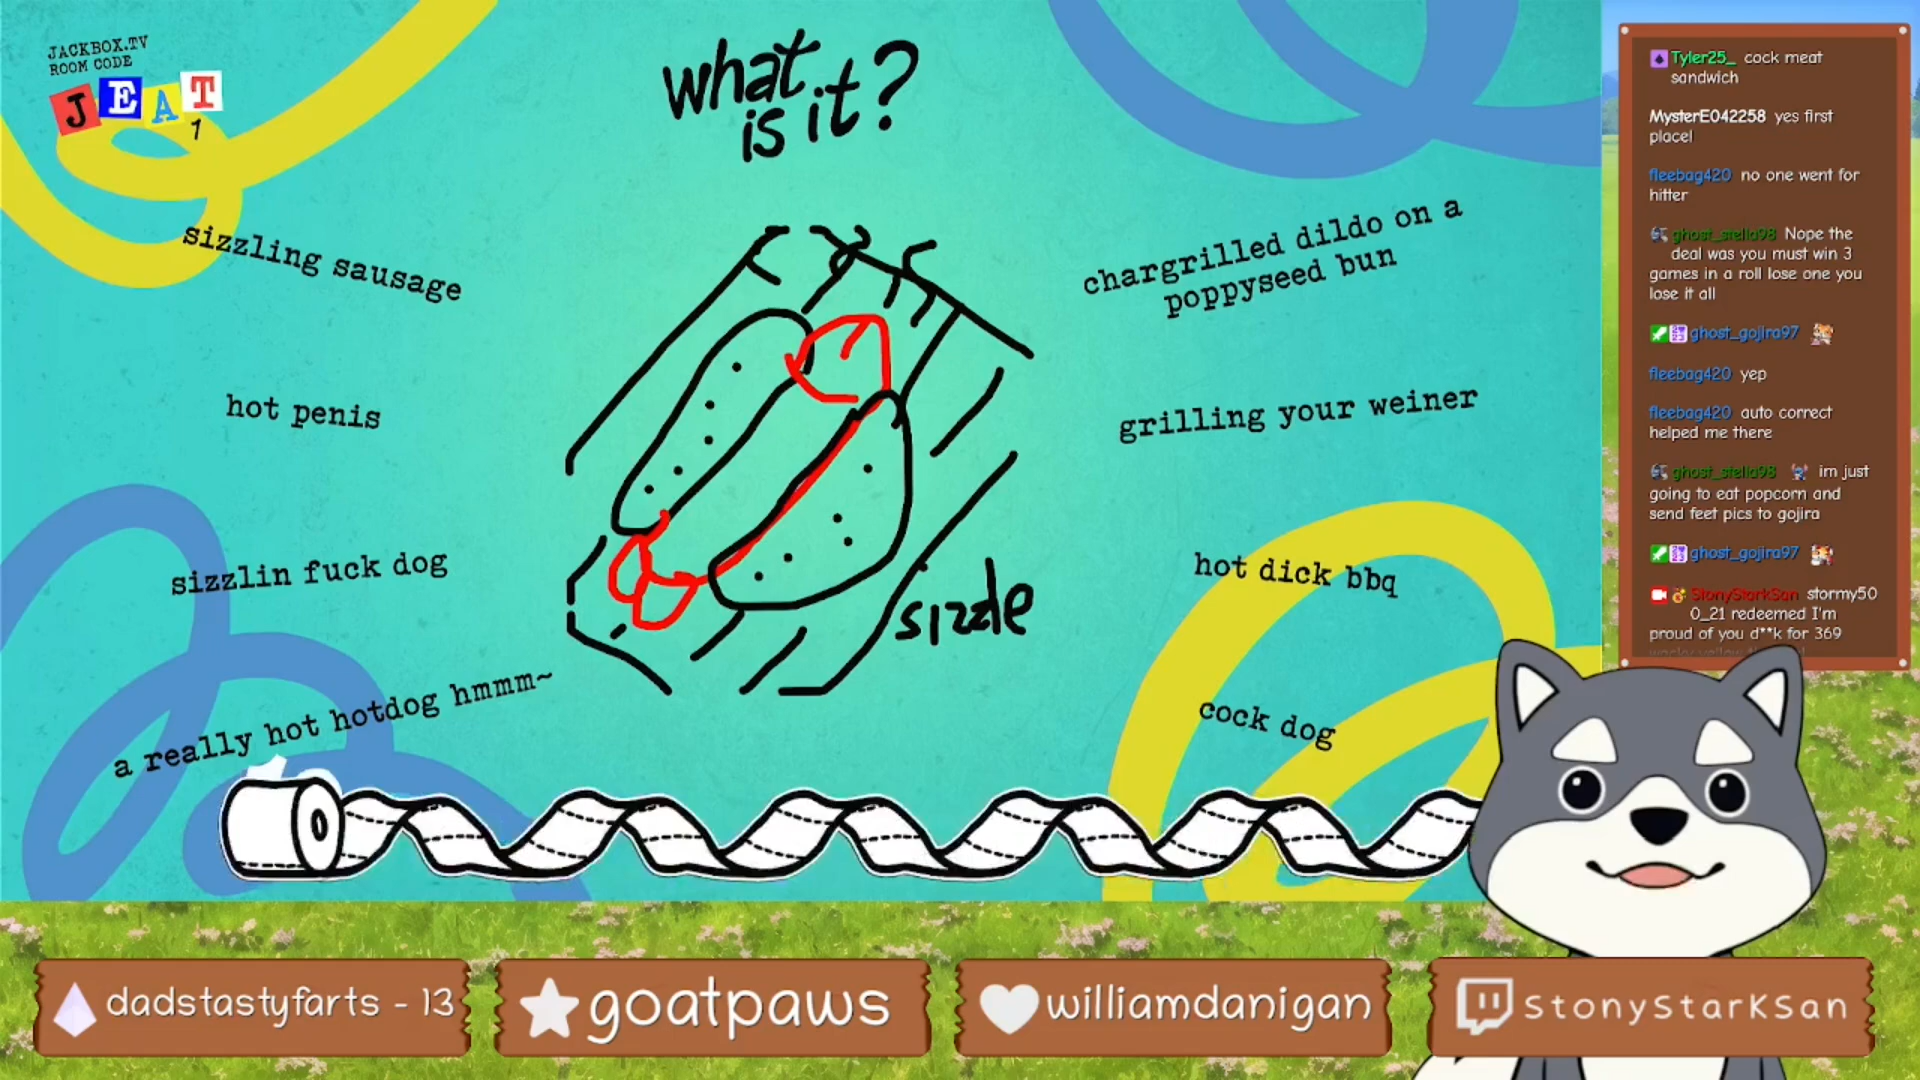 JACKBOX.TV
ROOM CODE
JEAT
1
what
is it?
sizzling sausage
hot penis
sizzlin fuck dog
a really hot hotdog hmmm~
chargrilled dildo on a
poppyseed bun
grilling your weiner
hot dick bbq
cock dog
sizzle
Tyler25_ cock meat
sandwich
MysterE042258 yes first
place!
fleebag420 no one went for
hitter
ghost_stella98 Nope the
deal was you must win 3
games in a roll lose one you
lose it all
ghost_gojira97
fleebag420 yep
fleebag420 auto correct
helped me there
ghost_stella98 im just
going to eat popcorn and
send feet pics to gojira
ghost_gojira97
StonyStarkSan stormy50
0_21 redeemed I'm
proud of you d**k for 369
dadstastyfarts - 13
goatpaws
williamdanigan
StonyStarkSan